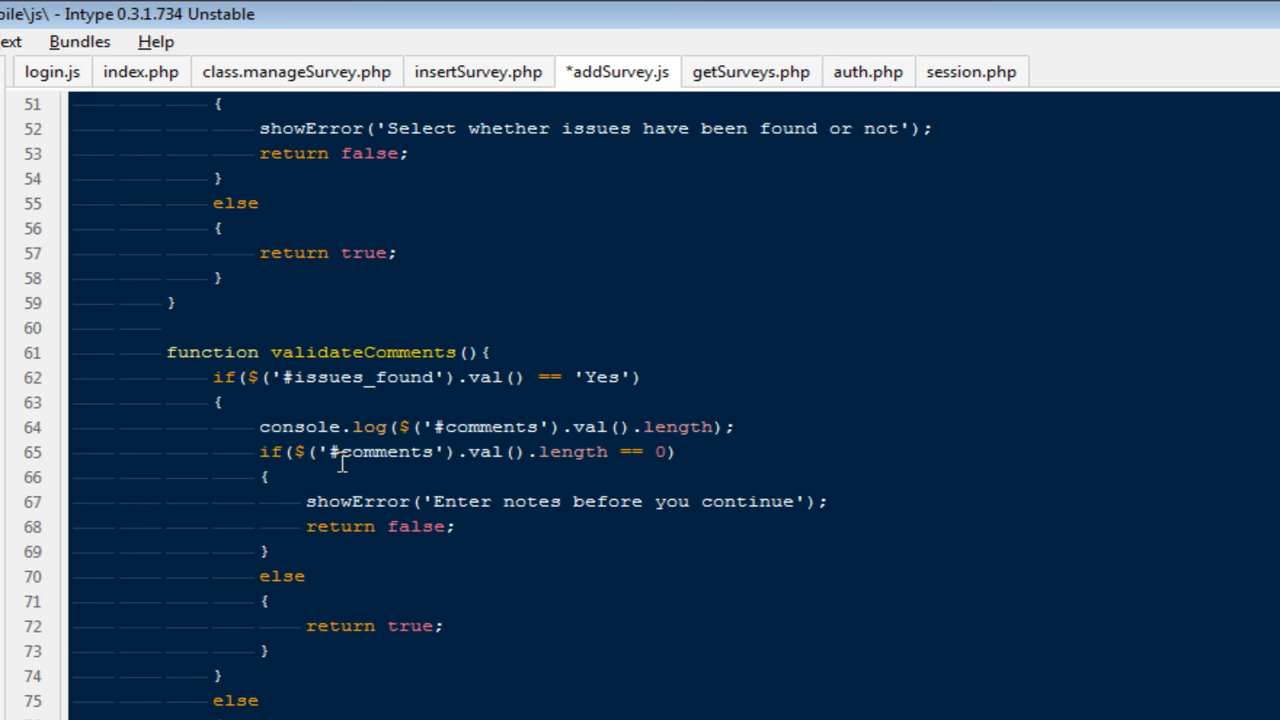 bile\js\ - Intype 0.3.1.734 Unstable
ext Bundles Help
login.js index.php class.manageSurvey.php insertSurvey.php *addSurvey.js getSurveys.php auth.php session.php
51 {
52 showError('Select whether issues have been found or not');
53 return false;
54 }
55 else
56 {
57 return true;
58 }
59 }
60
61 function validateComments(){
62 if($('#issues_found').val() == 'Yes')
63 {
64 console.log($('#comments').val().length);
65 if($('#comments').val().length == 0)
66 {
67 showError('Enter notes before you continue');
68 return false;
69 }
70 else
71 {
72 return true;
73 }
74 }
75 else